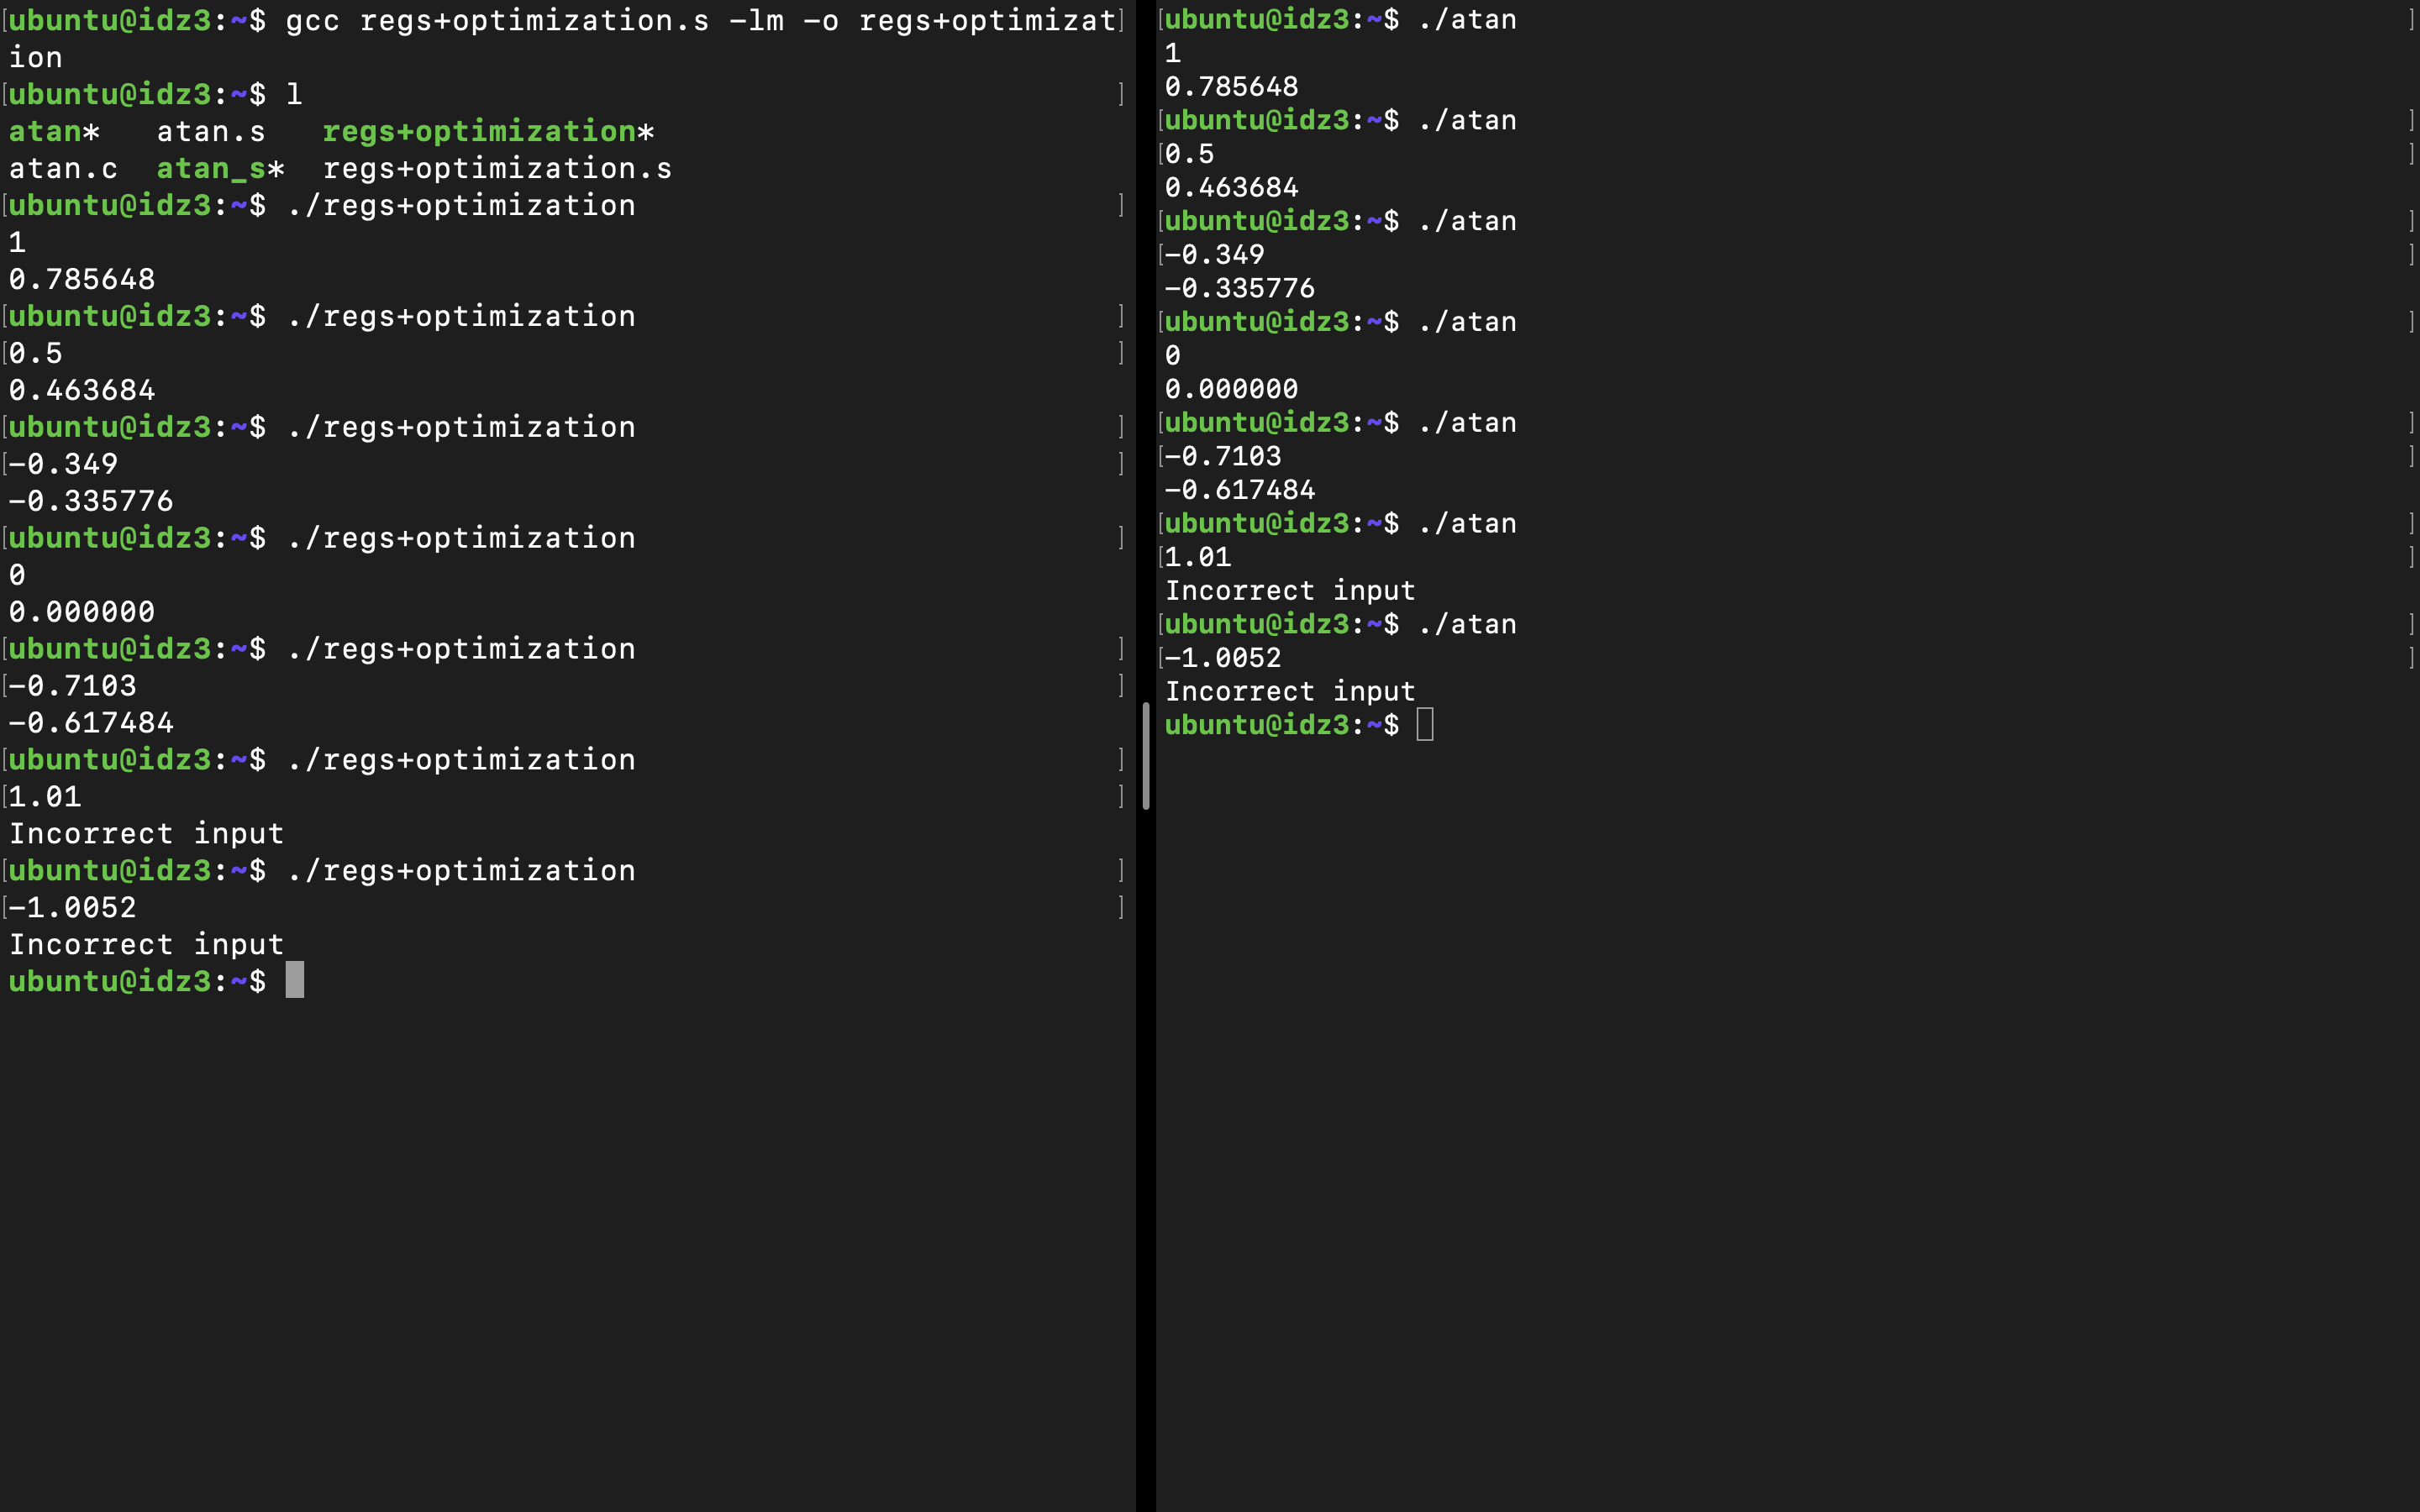 ubuntu@idz3:~$ gcc regs+optimization.s -lm -o regs+optimizat
ion
ubuntu@idz3:~$ l
atan*   atan.s   regs+optimization*
atan.c  atan_s*  regs+optimization.s
ubuntu@idz3:~$ ./regs+optimization
1
0.785648
ubuntu@idz3:~$ ./regs+optimization
0.5
0.463684
ubuntu@idz3:~$ ./regs+optimization
-0.349
-0.335776
ubuntu@idz3:~$ ./regs+optimization
0
0.000000
ubuntu@idz3:~$ ./regs+optimization
-0.7103
-0.617484
ubuntu@idz3:~$ ./regs+optimization
1.01
Incorrect input
ubuntu@idz3:~$ ./regs+optimization
-1.0052
Incorrect input
ubuntu@idz3:~$
ubuntu@idz3:~$ ./atan
1
0.785648
ubuntu@idz3:~$ ./atan
0.5
0.463684
ubuntu@idz3:~$ ./atan
-0.349
-0.335776
ubuntu@idz3:~$ ./atan
0
0.000000
ubuntu@idz3:~$ ./atan
-0.7103
-0.617484
ubuntu@idz3:~$ ./atan
1.01
Incorrect input
ubuntu@idz3:~$ ./atan
-1.0052
Incorrect input
ubuntu@idz3:~$